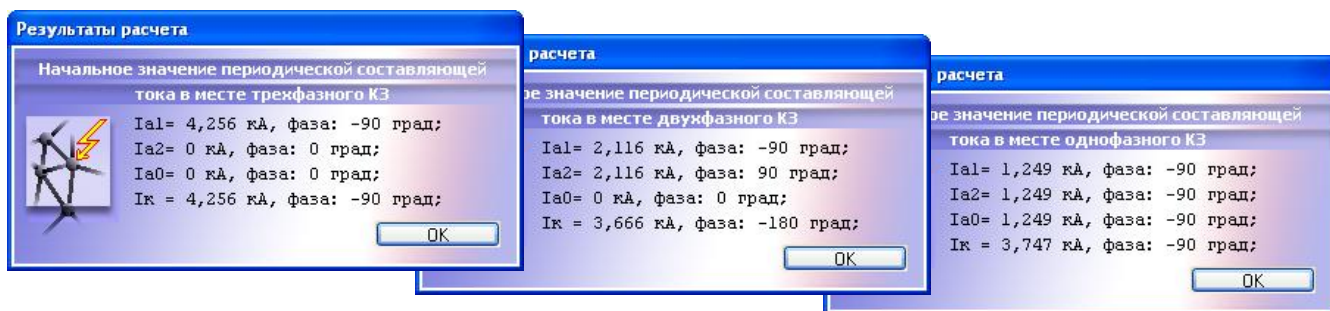 Результаты расчета
Начальное значение периодической составляющей
тока в месте трехфазного КЗ
Ia1= 4,256 кА, фаза: -90 град;
Ia2= 0 кА, фаза: 0 град;
Ia0= 0 кА, фаза: 0 град;
Iк = 4,256 кА, фаза: -90 град;
OK
расчета
значение периодической составляющей
тока в месте двухфазного КЗ
Ia1= 2,116 кА, фаза: -90 град;
Ia2= 2,116 кА, фаза: 90 град;
Ia0= 0 кА, фаза: 0 град;
Iк = 3,666 кА, фаза: -180 град;
OK
расчета
значение периодической составляющей
тока в месте однофазного КЗ
Ia1= 1,249 кА, фаза: -90 град;
Ia2= 1,249 кА, фаза: -90 град;
Ia0= 1,249 кА, фаза: -90 град;
Iк = 3,747 кА, фаза: -90 град;
OK